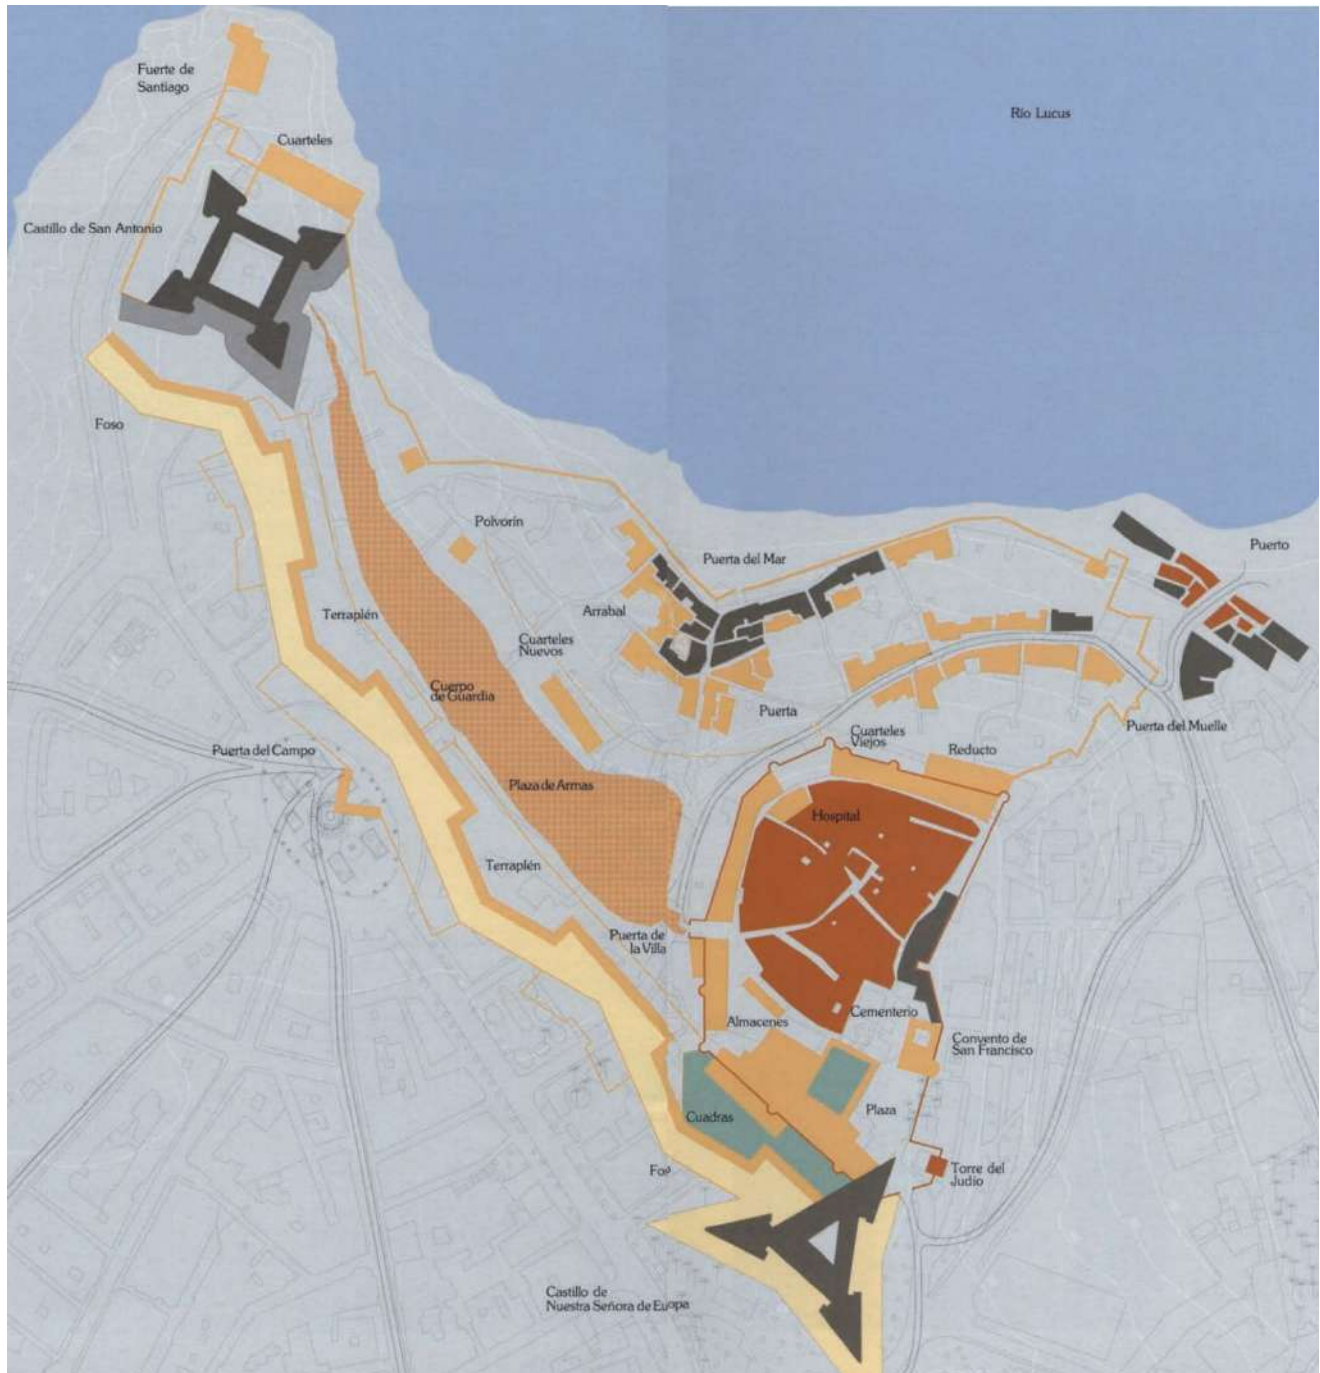 Fuerte de
Santiago
Río Lucus
Cuarteles
Castillo de San Antonio
Foso
Polvorín
Puerta del Mar
Puerto
Arrabal
Terraplén
Cuarteles
Nuevos
Cuerpo
de Guardia
Puerta
Puerta del Muelle
Cuarteles
Viejos
Reducto
Puerta del Campo
Plaza de Armas
Hospital
Terraplén
Puerta de
la Villa
Almacenes
Cementerio
Convento de
San Francisco
Cuadras
Plaza
Torre del
Judío
Castillo de
Nuestra Señora de